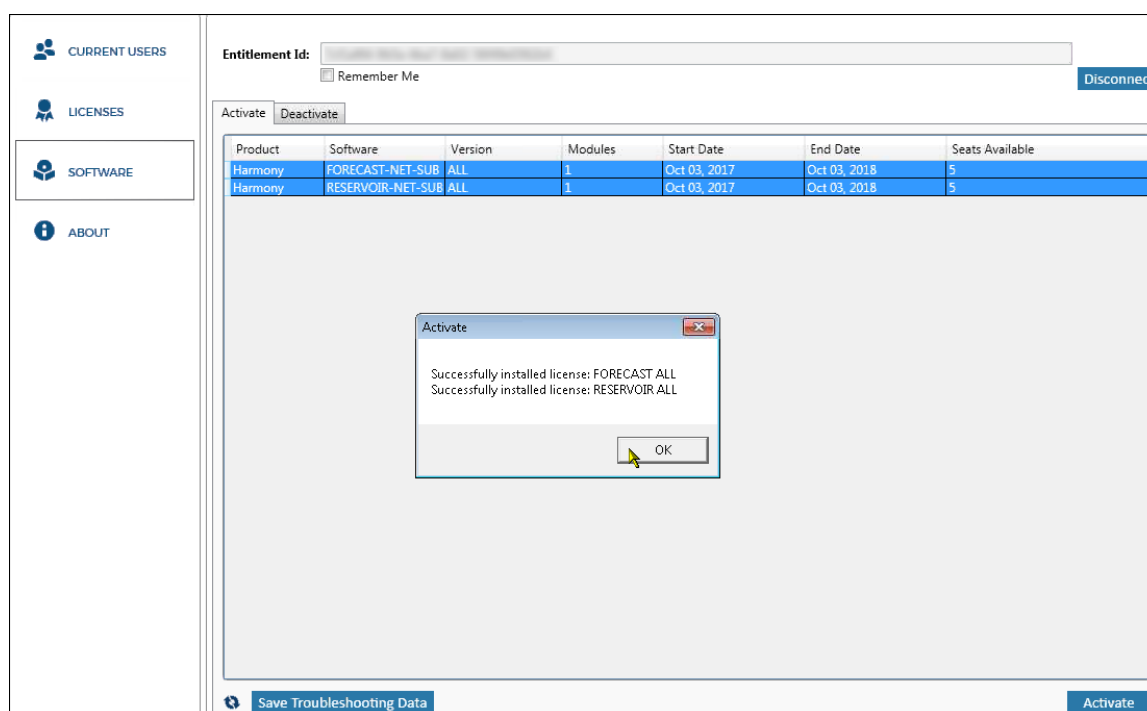 CURRENT USERS
LICENSES
SOFTWARE
ABOUT
Entitlement Id:
Remember Me
Disconnec
Activate Deactivate
Product Software Version Modules Start Date End Date Seats Available
Harmony FORECAST-NET-SUB ALL 1 Oct 03, 2017 Oct 03, 2018 5
Harmony RESERVOIR-NET-SUB ALL 1 Oct 03, 2017 Oct 03, 2018 5
Activate
Successfully installed license: FORECAST ALL
Successfully installed license: RESERVOIR ALL
OK
Save Troubleshooting Data
Activate